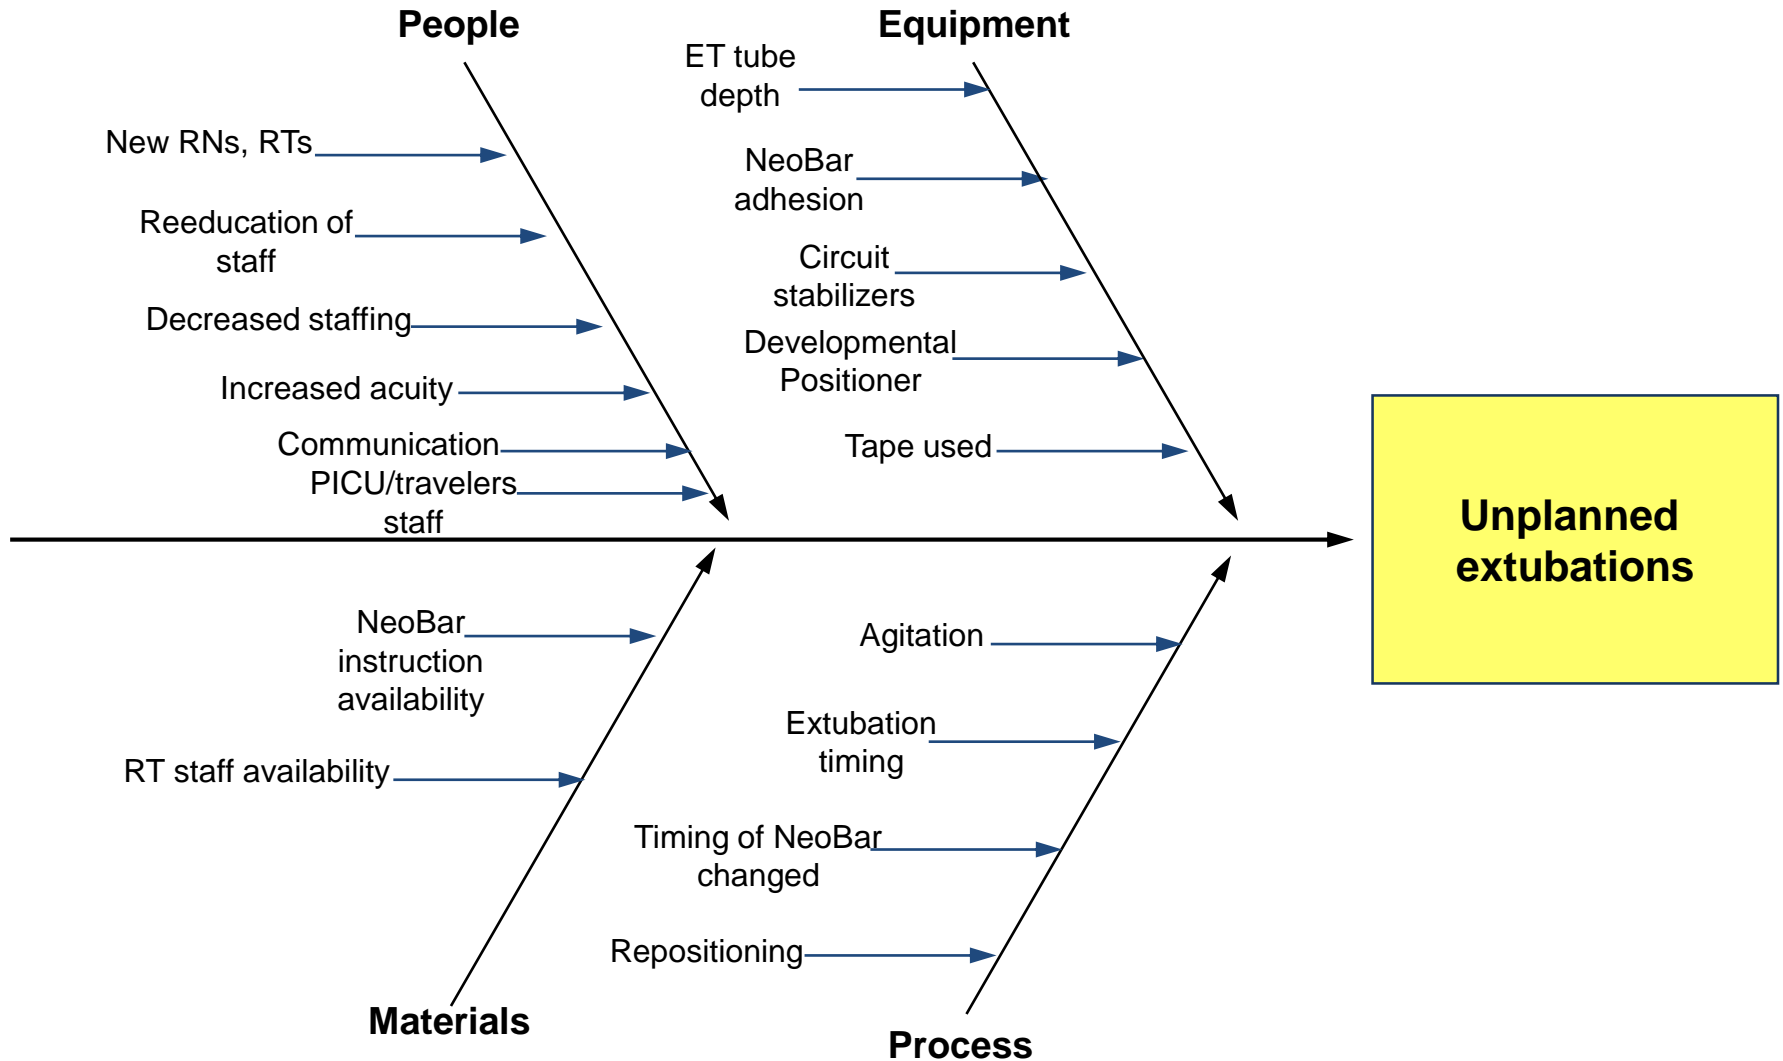 People
New RNs, RTs
Reeducation of
staff
Decreased staffing
Increased acuity
Communication
PICU/travelers
staff
Equipment
ET tube
depth
NeoBar
adhesion
Circuit
stabilizers
Developmental
Positioner
Tape used
Unplanned
extubations
NeoBar
instruction
availability
RT staff availability
Materials
Agitation
Extubation
timing
Timing of NeoBar
changed
Repositioning
Process